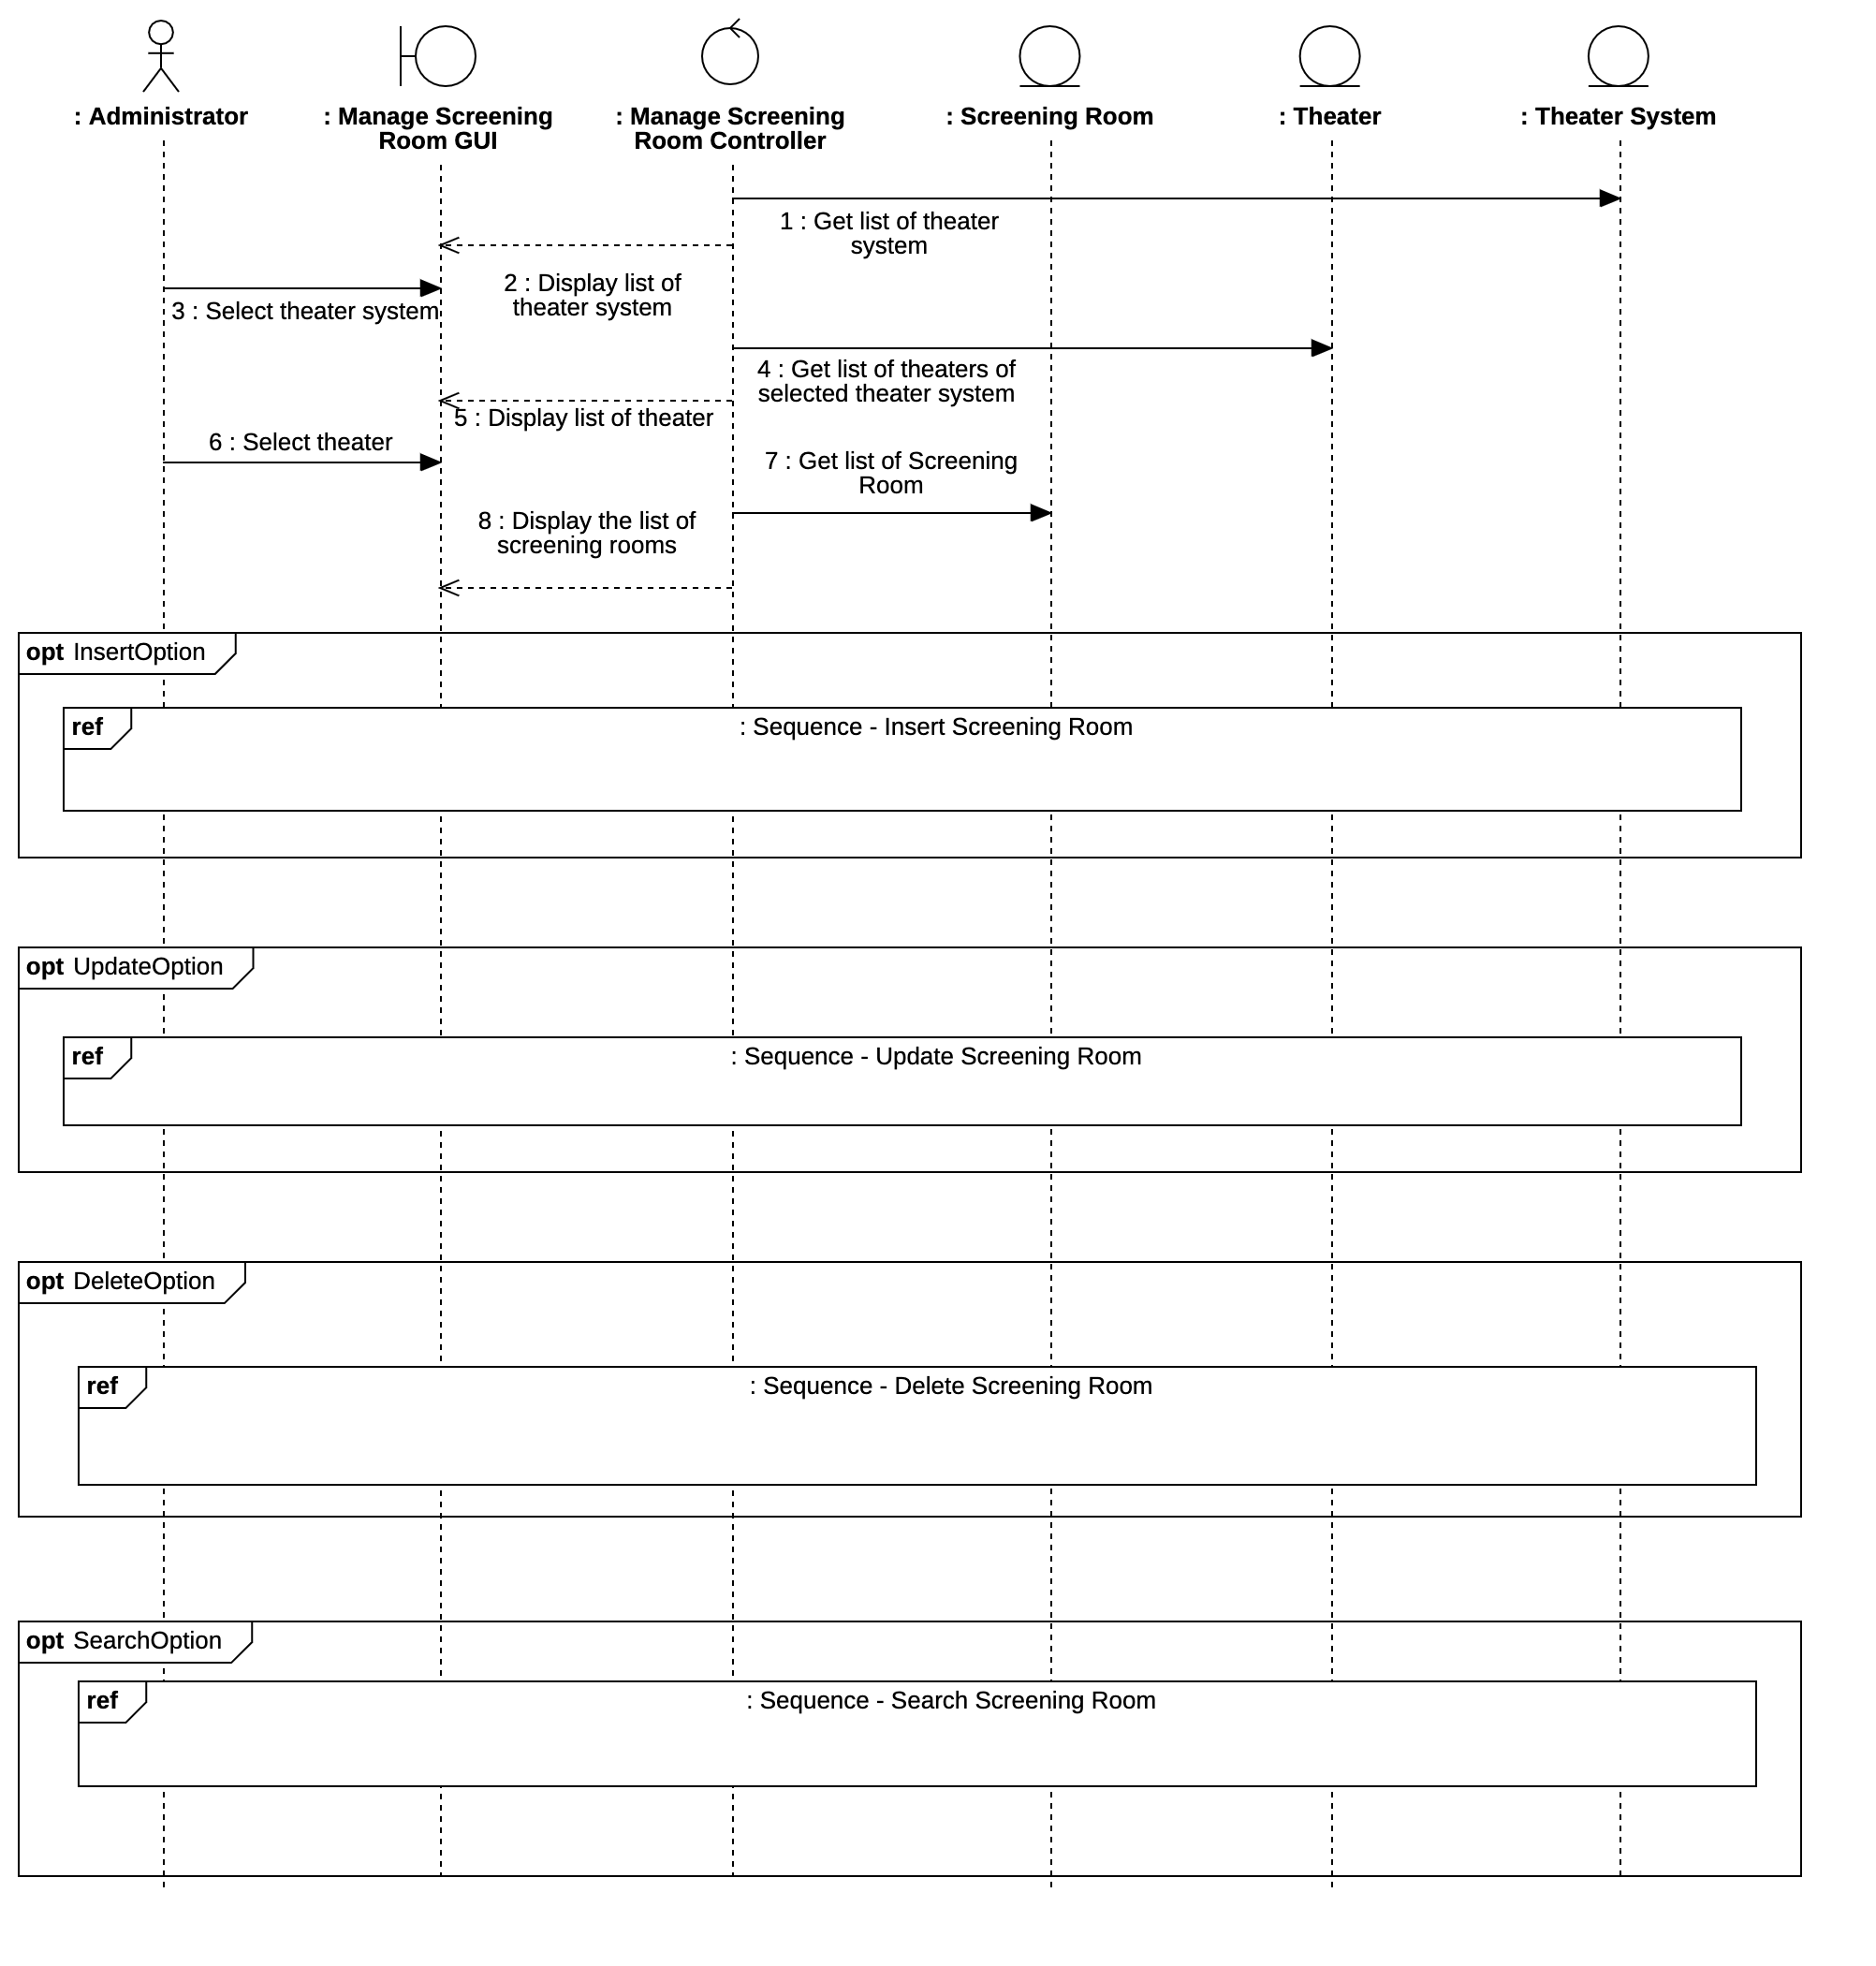 : Administrator
: Manage Screening
Room GUI
: Manage Screening
Room Controller
: Screening Room
: Theater
: Theater System
1 : Get list of theater
system
2 : Display list of
theater system
3 : Select theater system
4 : Get list of theaters of
selected theater system
5 : Display list of theater
6 : Select theater
7 : Get list of Screening
Room
8 : Display the list of
screening rooms
opt InsertOption
ref
: Sequence - Insert Screening Room
opt UpdateOption
ref
: Sequence - Update Screening Room
opt DeleteOption
ref
: Sequence - Delete Screening Room
opt SearchOption
ref
: Sequence - Search Screening Room